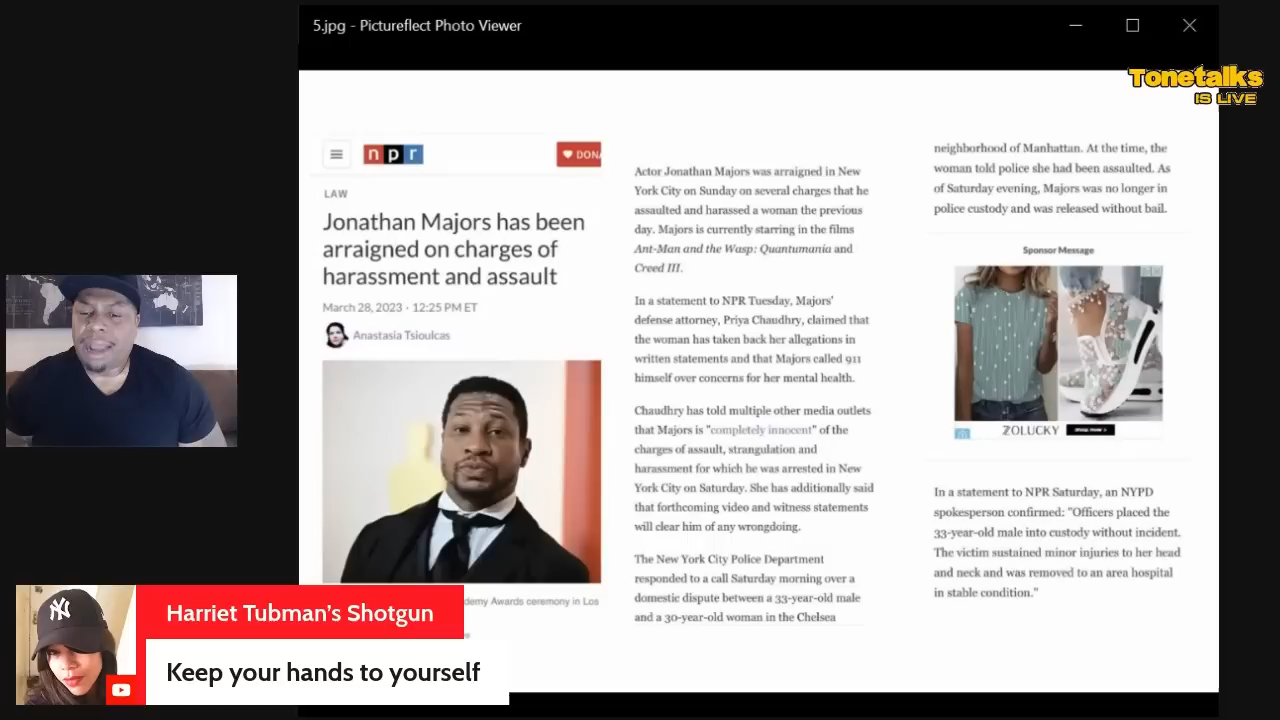 5.jpg - Pictureflect Photo Viewer
Tonetalks
IS LIVE
npr
DONA
LAW
Jonathan Majors has been
arraigned on charges of
harassment and assault
March 28, 2023 · 12:25 PM ET
Anastasia Tsioulcas
demy Awards ceremony in Los
Actor Jonathan Majors was arraigned in New
York City on Sunday on several charges that he
assaulted and harassed a woman the previous
day. Majors is currently starring in the films
Ant-Man and the Wasp: Quantumania and
Creed III.
In a statement to NPR Tuesday, Majors'
defense attorney, Priya Chaudhry, claimed that
the woman has taken back her allegations in
written statements and that Majors called 911
himself over concerns for her mental health.
Chaudhry has told multiple other media outlets
that Majors is "completely innocent" of the
charges of assault, strangulation and
harassment for which he was arrested in New
York City on Saturday. She has additionally said
that forthcoming video and witness statements
will clear him of any wrongdoing.
The New York City Police Department
responded to a call Saturday morning over a
domestic dispute between a 33-year-old male
and a 30-year-old woman in the Chelsea
neighborhood of Manhattan. At the time, the
woman told police she had been assaulted. As
of Saturday evening, Majors was no longer in
police custody and was released without bail.
Sponsor Message
ZOLUCKY
Shop now >
In a statement to NPR Saturday, an NYPD
spokesperson confirmed: "Officers placed the
33-year-old male into custody without incident.
The victim sustained minor injuries to her head
and neck and was removed to an area hospital
in stable condition."
NY
Harriet Tubman's Shotgun
Keep your hands to yourself